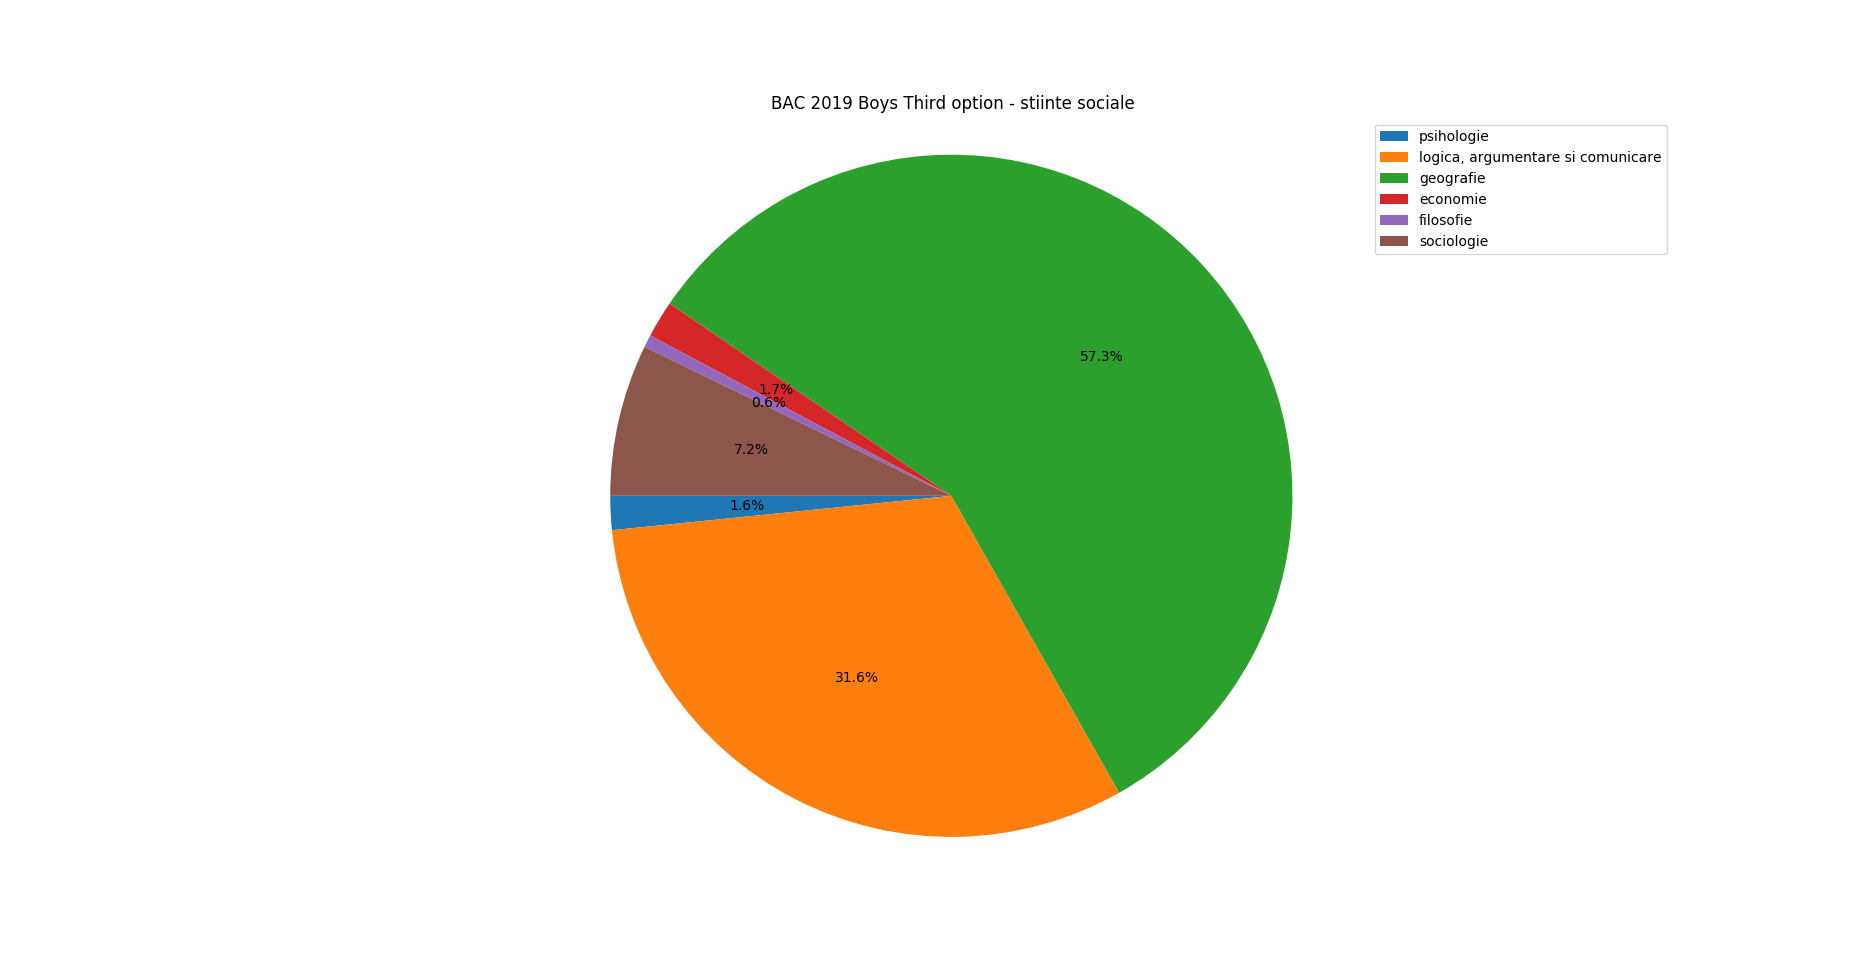 BAC 2019 Boys Third option - stiinte sociale
psihologie
logica, argumentare si comunicare
geografie
economie
filosofie
sociologie
57.3%
1.7%
0.6%
7.2%
1.6%
31.6%